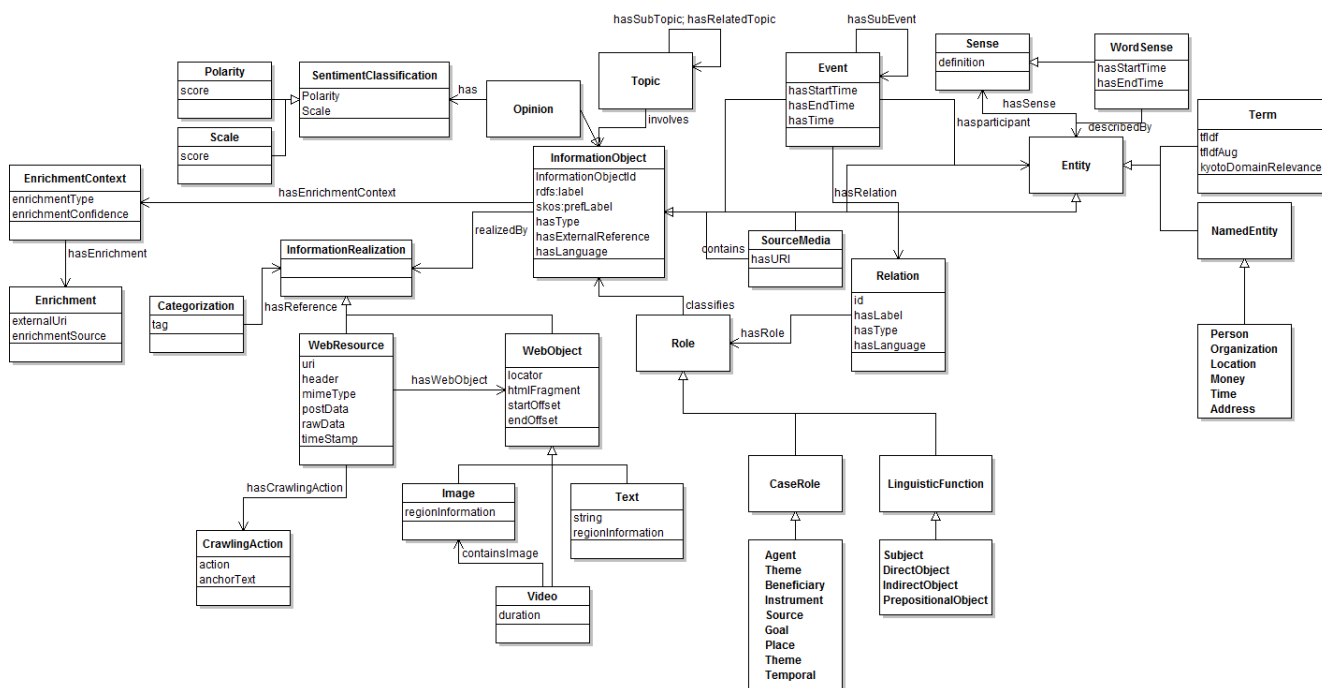 hasSubTopic; hasRelatedTopic
hasSubEvent
Polarity
score
SentimentClassification
Polarity
Scale
has
Opinion
Topic
involves
Event
hasStartTime
hasEndTime
hasTime
Sense
definition
WordSense
hasStartTime
hasEndTime
hasSense
hasparticipant
describedBy
Term
tfIdf
tfIdfAug
kyotoDomainRelevance
Scale
score
EnrichmentContext
enrichmentType
enrichmentConfidence
hasEnrichmentContext
InformationObject
InformationObjectId
rdfs:label
skos:prefLabel
hasType
hasExternalReference
hasLanguage
Entity
hasRelation
NamedEntity
realizedBy
contains
SourceMedia
hasURI
hasEnrichment
InformationRealization
Relation
id
hasLabel
hasType
hasLanguage
Enrichment
externalUri
enrichmentSource
Categorization
tag
hasReference
classifies
Role
hasRole
WebResource
uri
header
mimeType
postData
rawData
timeStamp
hasWebObject
WebObject
locator
htmlFragment
startOffset
endOffset
Person
Organization
Location
Money
Time
Address
hasCrawlingAction
Image
regionInformation
Text
string
regionInformation
CaseRole
LinguisticFunction
CrawlingAction
action
anchorText
containsImage
Video
duration
Agent
Theme
Beneficiary
Instrument
Source
Goal
Place
Theme
Temporal
Subject
DirectObject
IndirectObject
PrepositionalObject